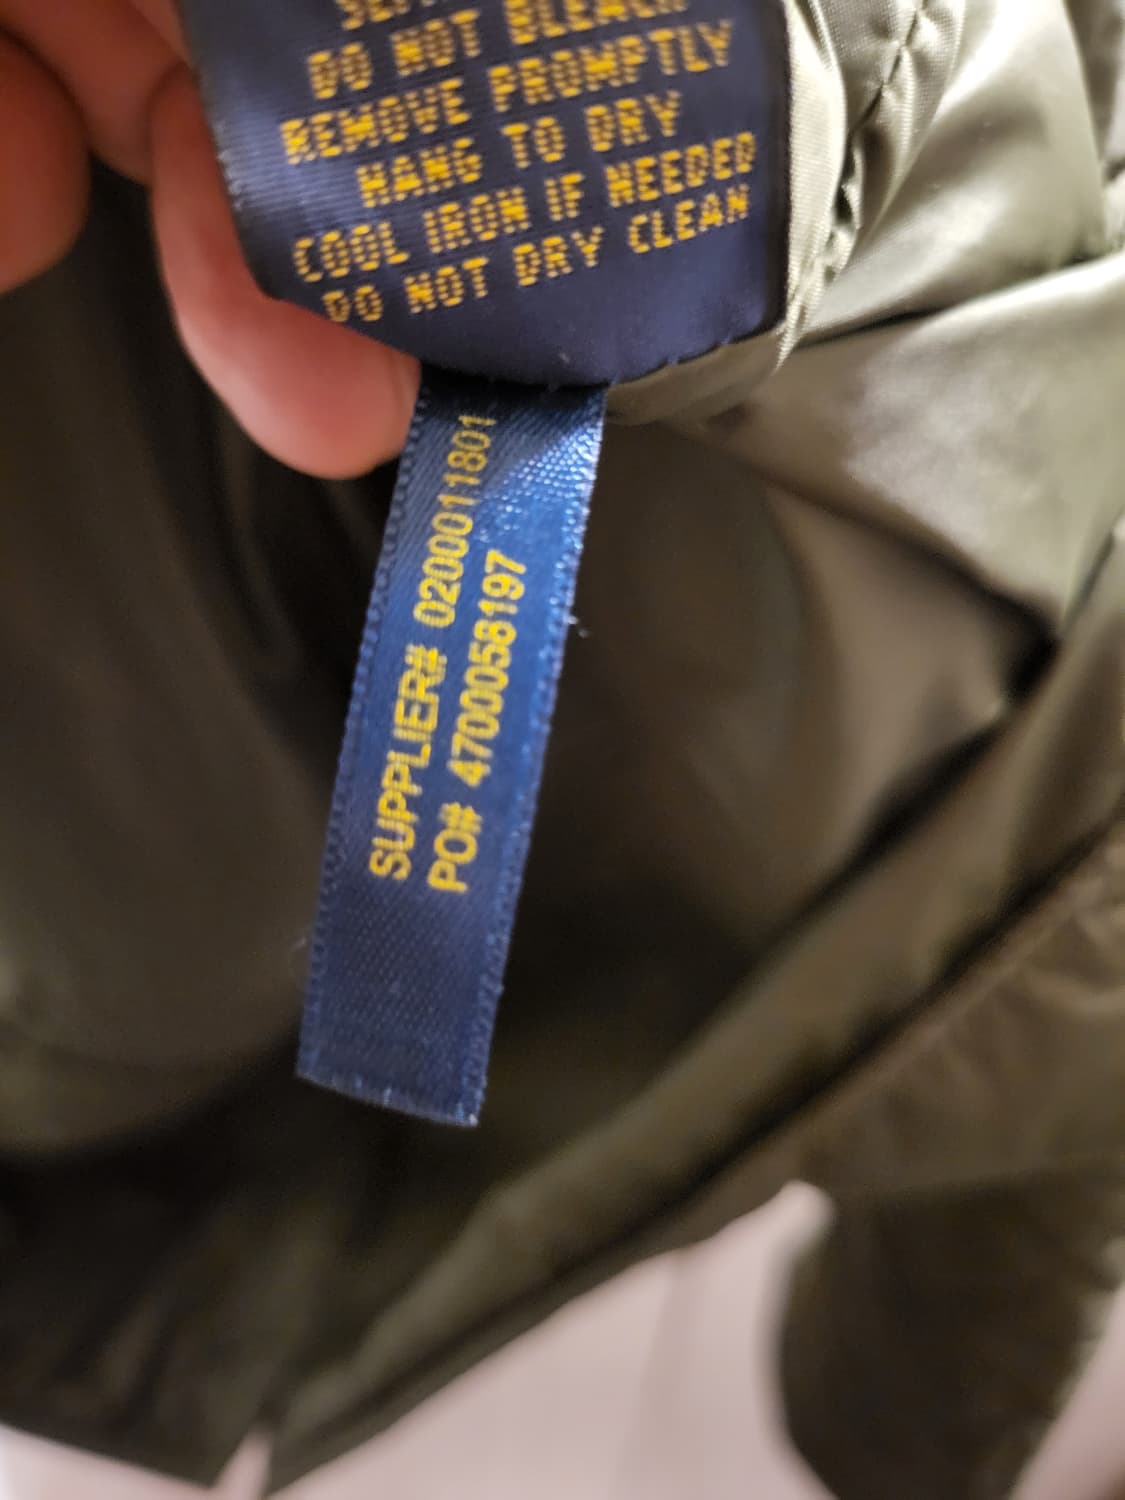 DO NOT BLEACH
REMOVE PROMPTLY
HANG TO DRY
COOL IRON IF NEEDED
DO NOT DRY CLEAN
SUPPLIER# 0200011801
PO# 4700058197